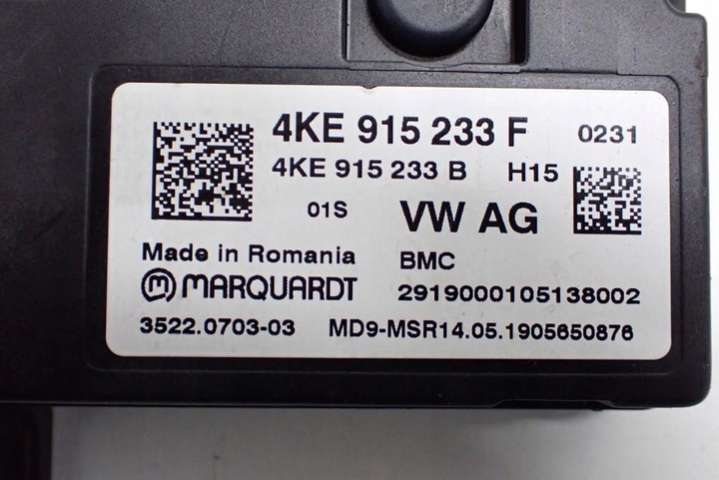 4KE 915 233 F 0231
4KE 915 233 B H15
01S VW AG
Made in Romania BMC
MARQUARDT 2919000105138002
3522.0703-03 MD9-MSR14.05.1905650876